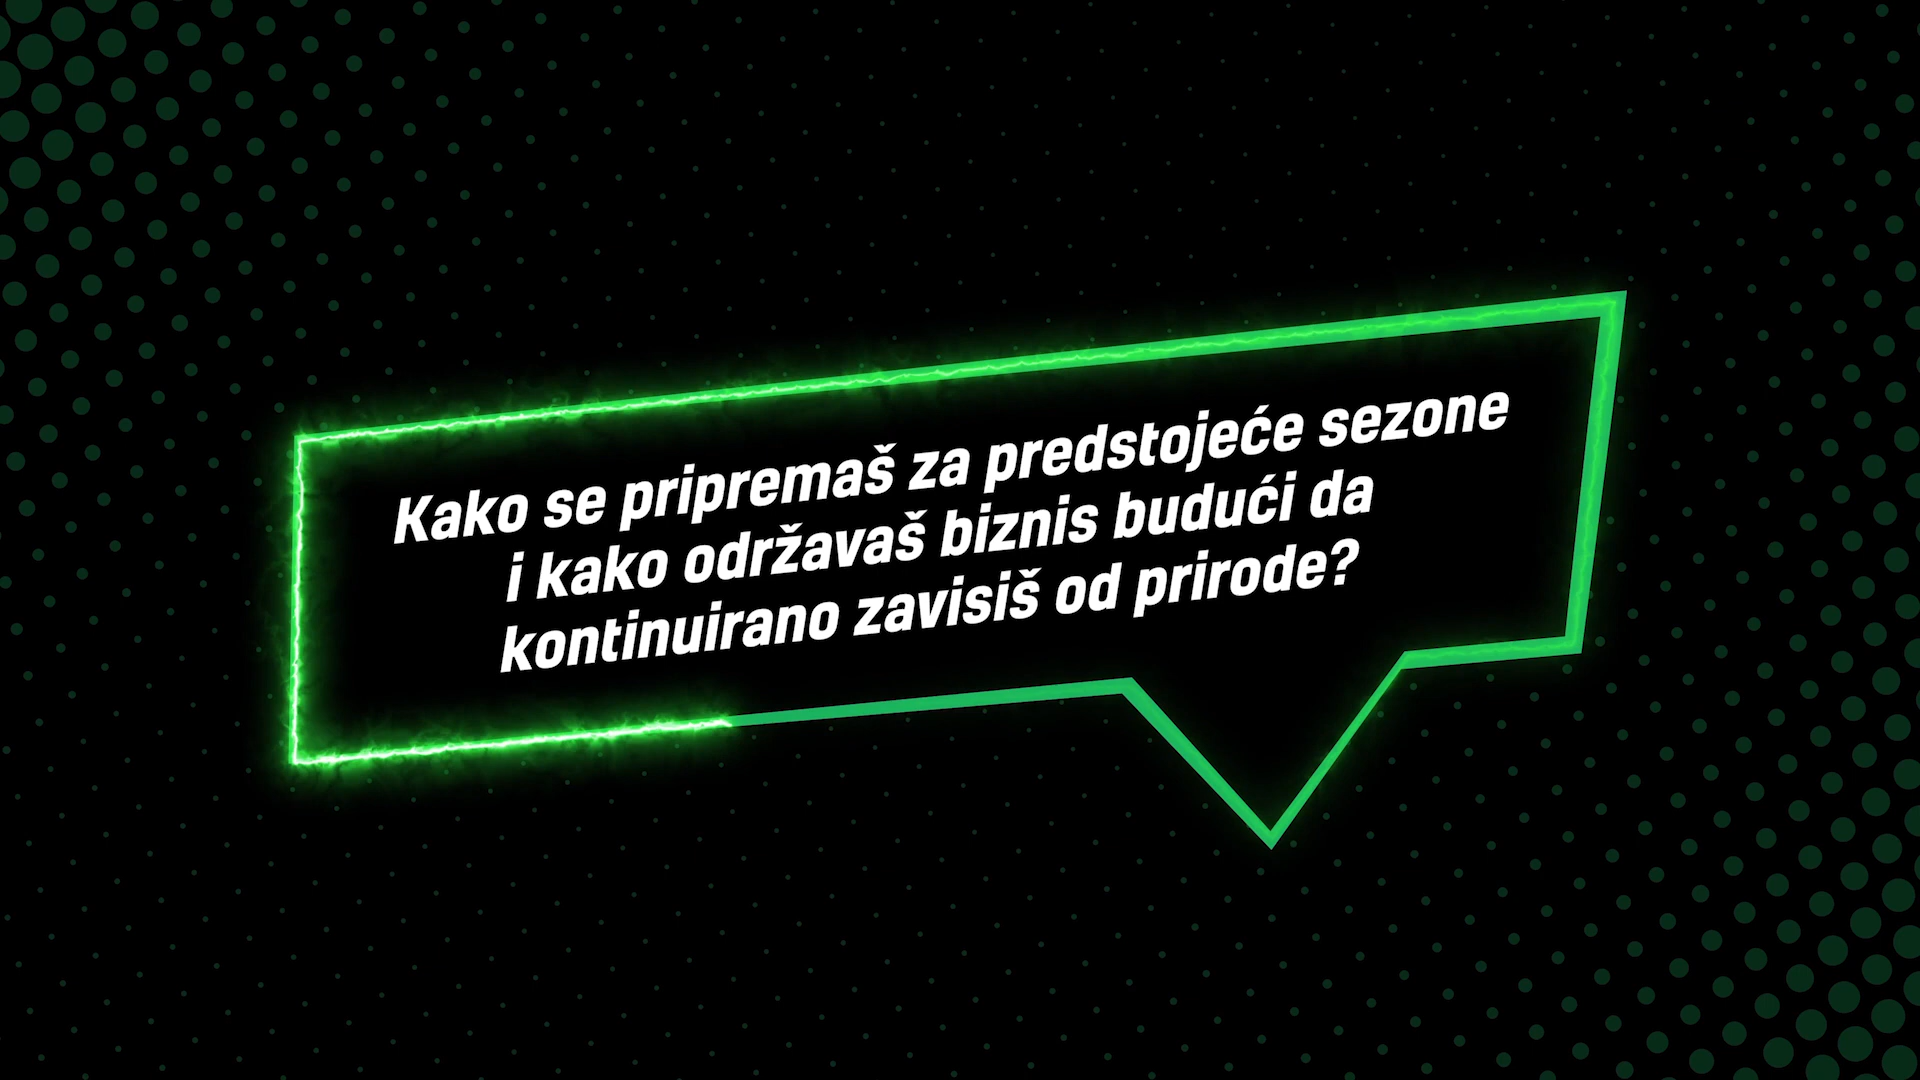 Kako se pripremaš za predstojeće sezone
i kako održavaš biznis budući da
kontinuirano zavisiš od prirode?